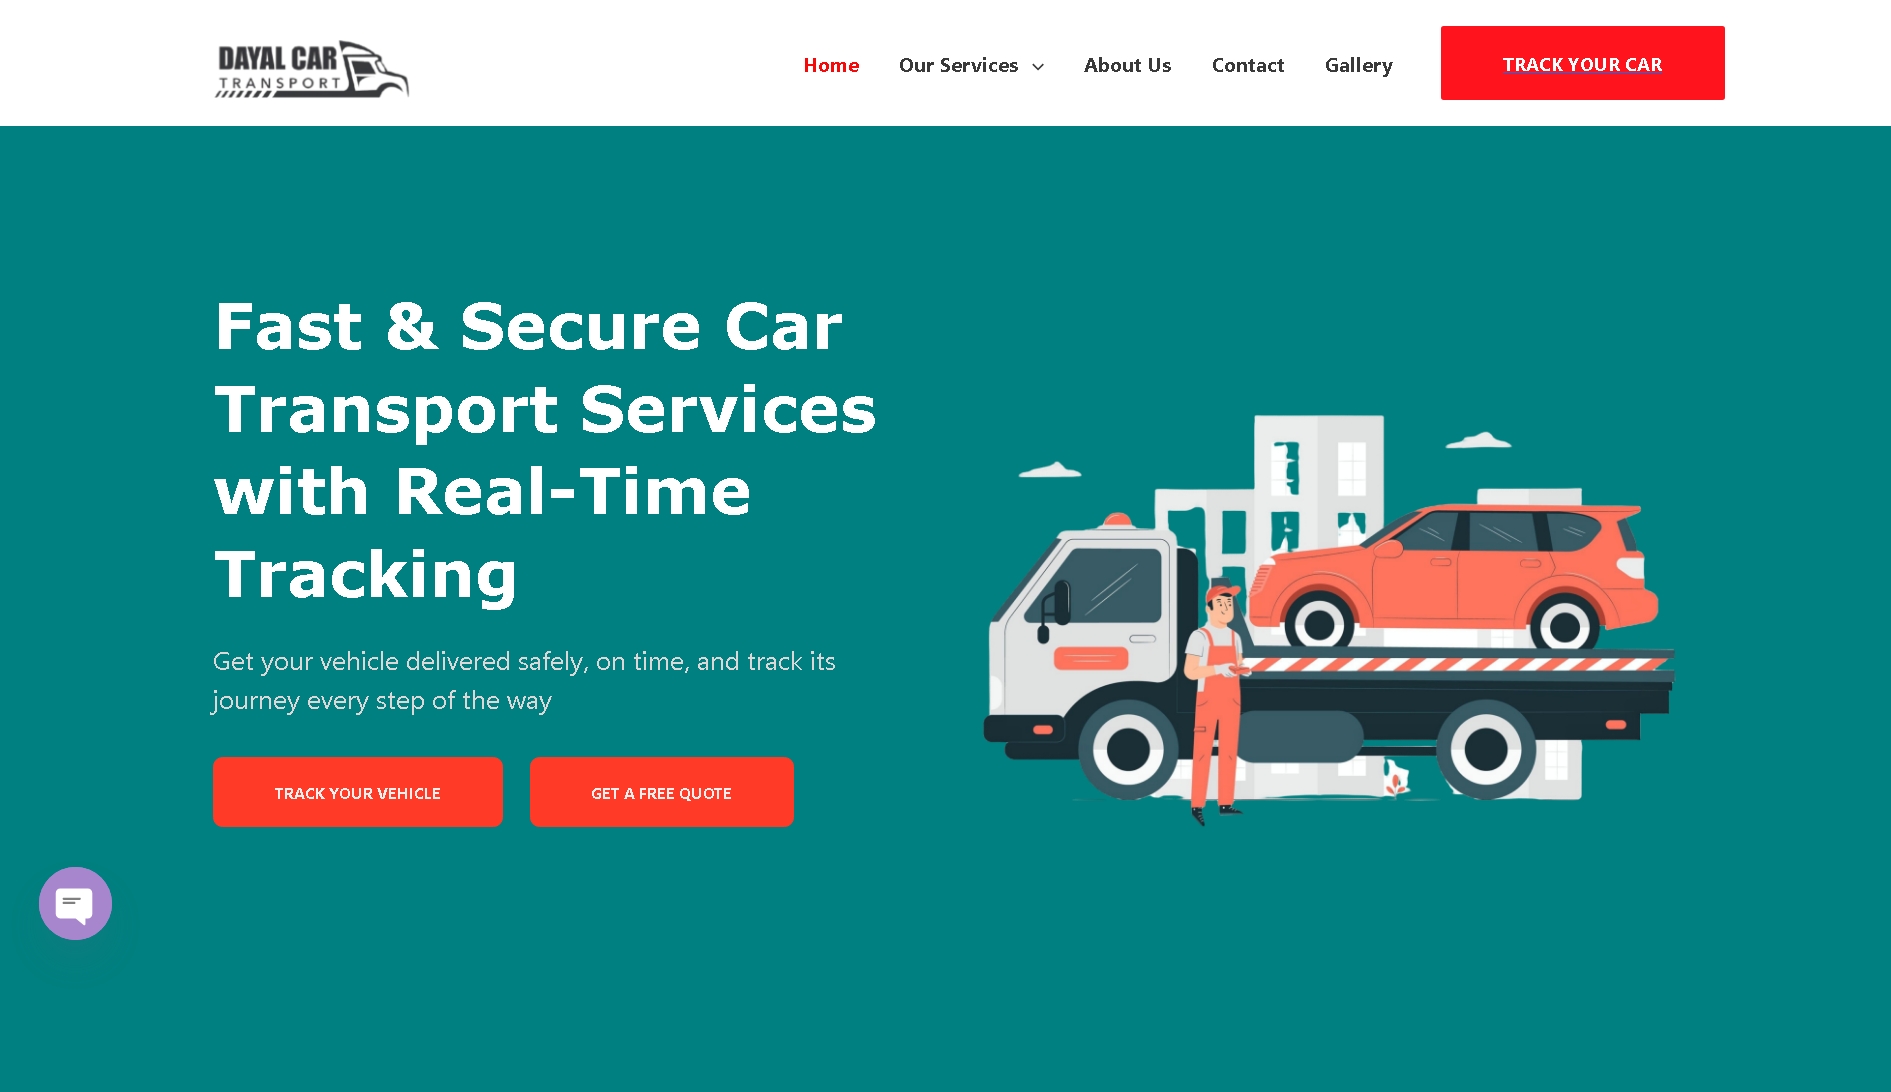 DAYAL CAR
TRANSPORT
Home
Our Services
About Us
Contact
Gallery
TRACK YOUR CAR
Fast & Secure Car
Transport Services
with Real-Time
Tracking
Get your vehicle delivered safely, on time, and track its
journey every step of the way
TRACK YOUR VEHICLE
GET A FREE QUOTE